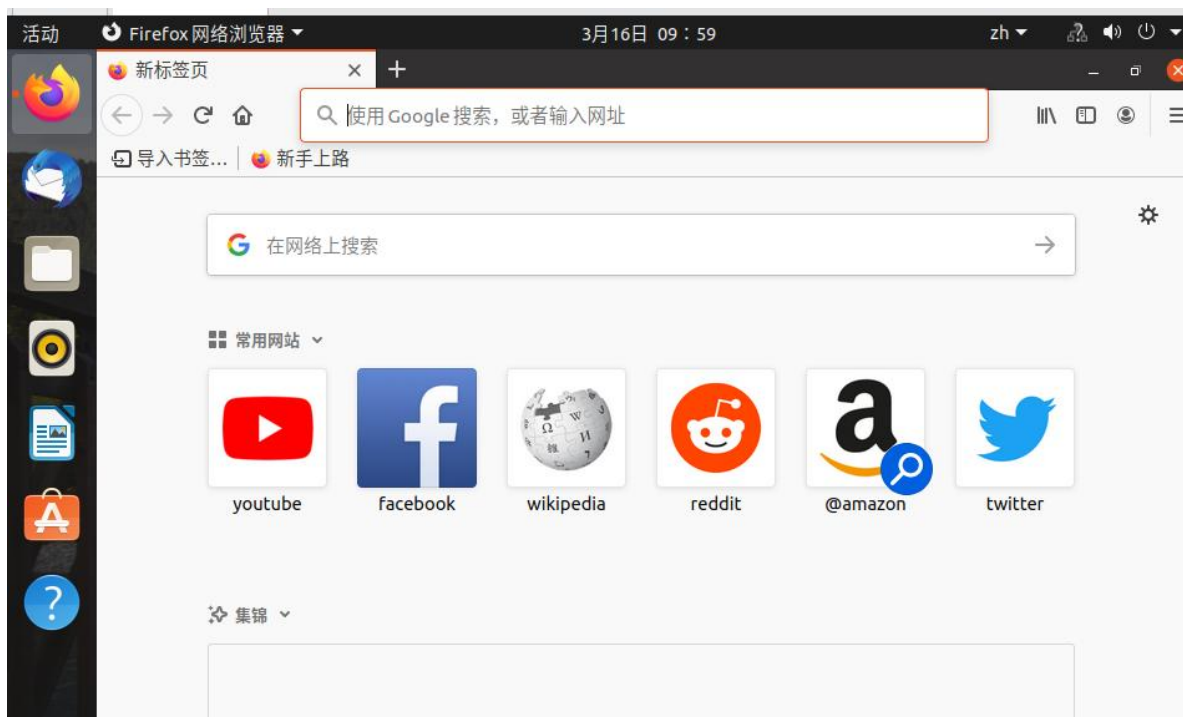 活动 Firefox 网络浏览器 3月16日 09：59 zh
新标签页
使用 Google 搜索，或者输入网址
导入书签... 新手上路
G 在网络上搜索
常用网站
f W Ω И a
youtube facebook wikipedia reddit @amazon twitter
A
?
集锦